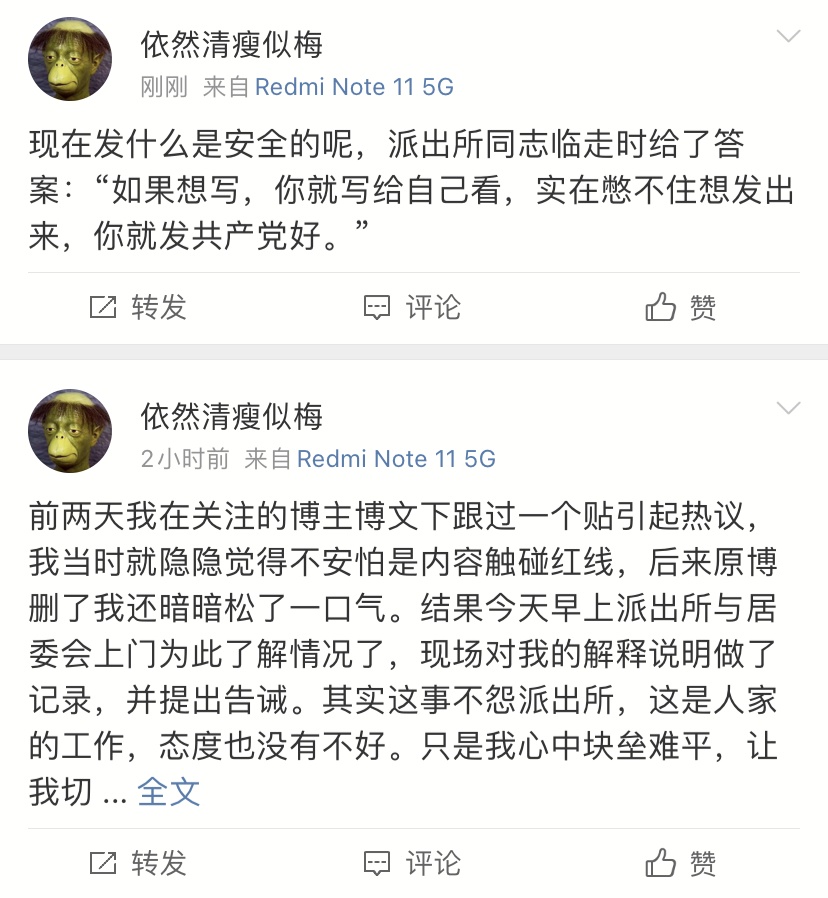 依然清瘦似梅
刚刚 来自Redmi Note 11 5G
现在发什么是安全的呢，派出所同志临走时给了答
案：“如果想写，你就写给自己看，实在憋不住想发出
来，你就发共产党好。”
转发 评论 赞
依然清瘦似梅
2小时前 来自Redmi Note 11 5G
前两天我在关注的博主博文下跟过一个贴引起热议，
我当时就隐隐觉得不安怕是内容触碰红线，后来原博
删了我还暗暗松了一口气。结果今天早上派出所与居
委会上门为此了解情况了，现场对我的解释说明做了
记录，并提出告诫。其实这事不怨派出所，这是人家
的工作，态度也没有不好。只是我心中块垒难平，让
我切 ... 全文
转发 评论 赞